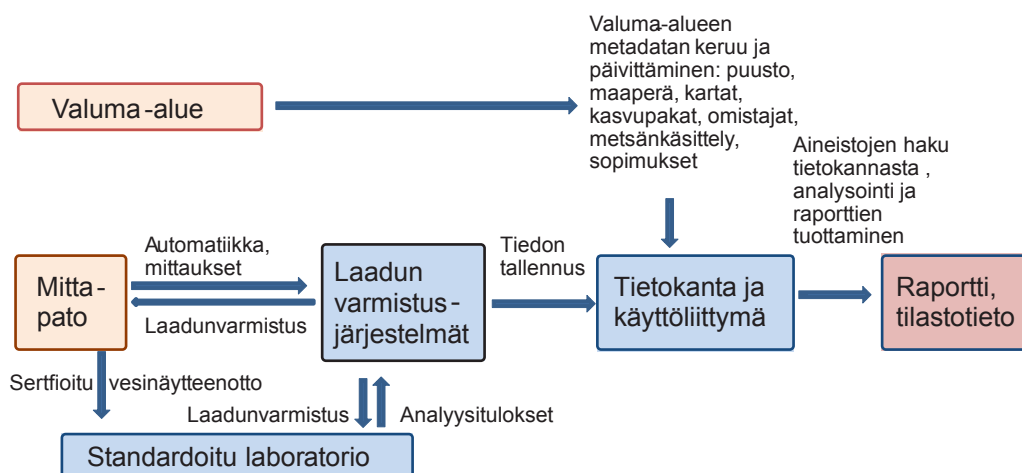 Valuma-alueen
metadatan keruu ja
päivittäminen: puusto,
maaperä, kartat,
kasvupakat, omistajat,
metsänkäsittely,
sopimukset
Valuma-alue
Aineistojen haku
tietokannasta ,
analysointi ja
raporttien
tuottaminen
Automatiikka,
mittaukset
Tiedon
tallennus
Mitta-
pato
Laadun
varmistus-
järjestelmät
Tietokanta ja
käyttöliittymä
Raportti,
tilastotieto
Laadunvarmistus
Sertfioitu vesinäytteenotto
Laadunvarmistus
Analyysitulokset
Standardoitu laboratorio